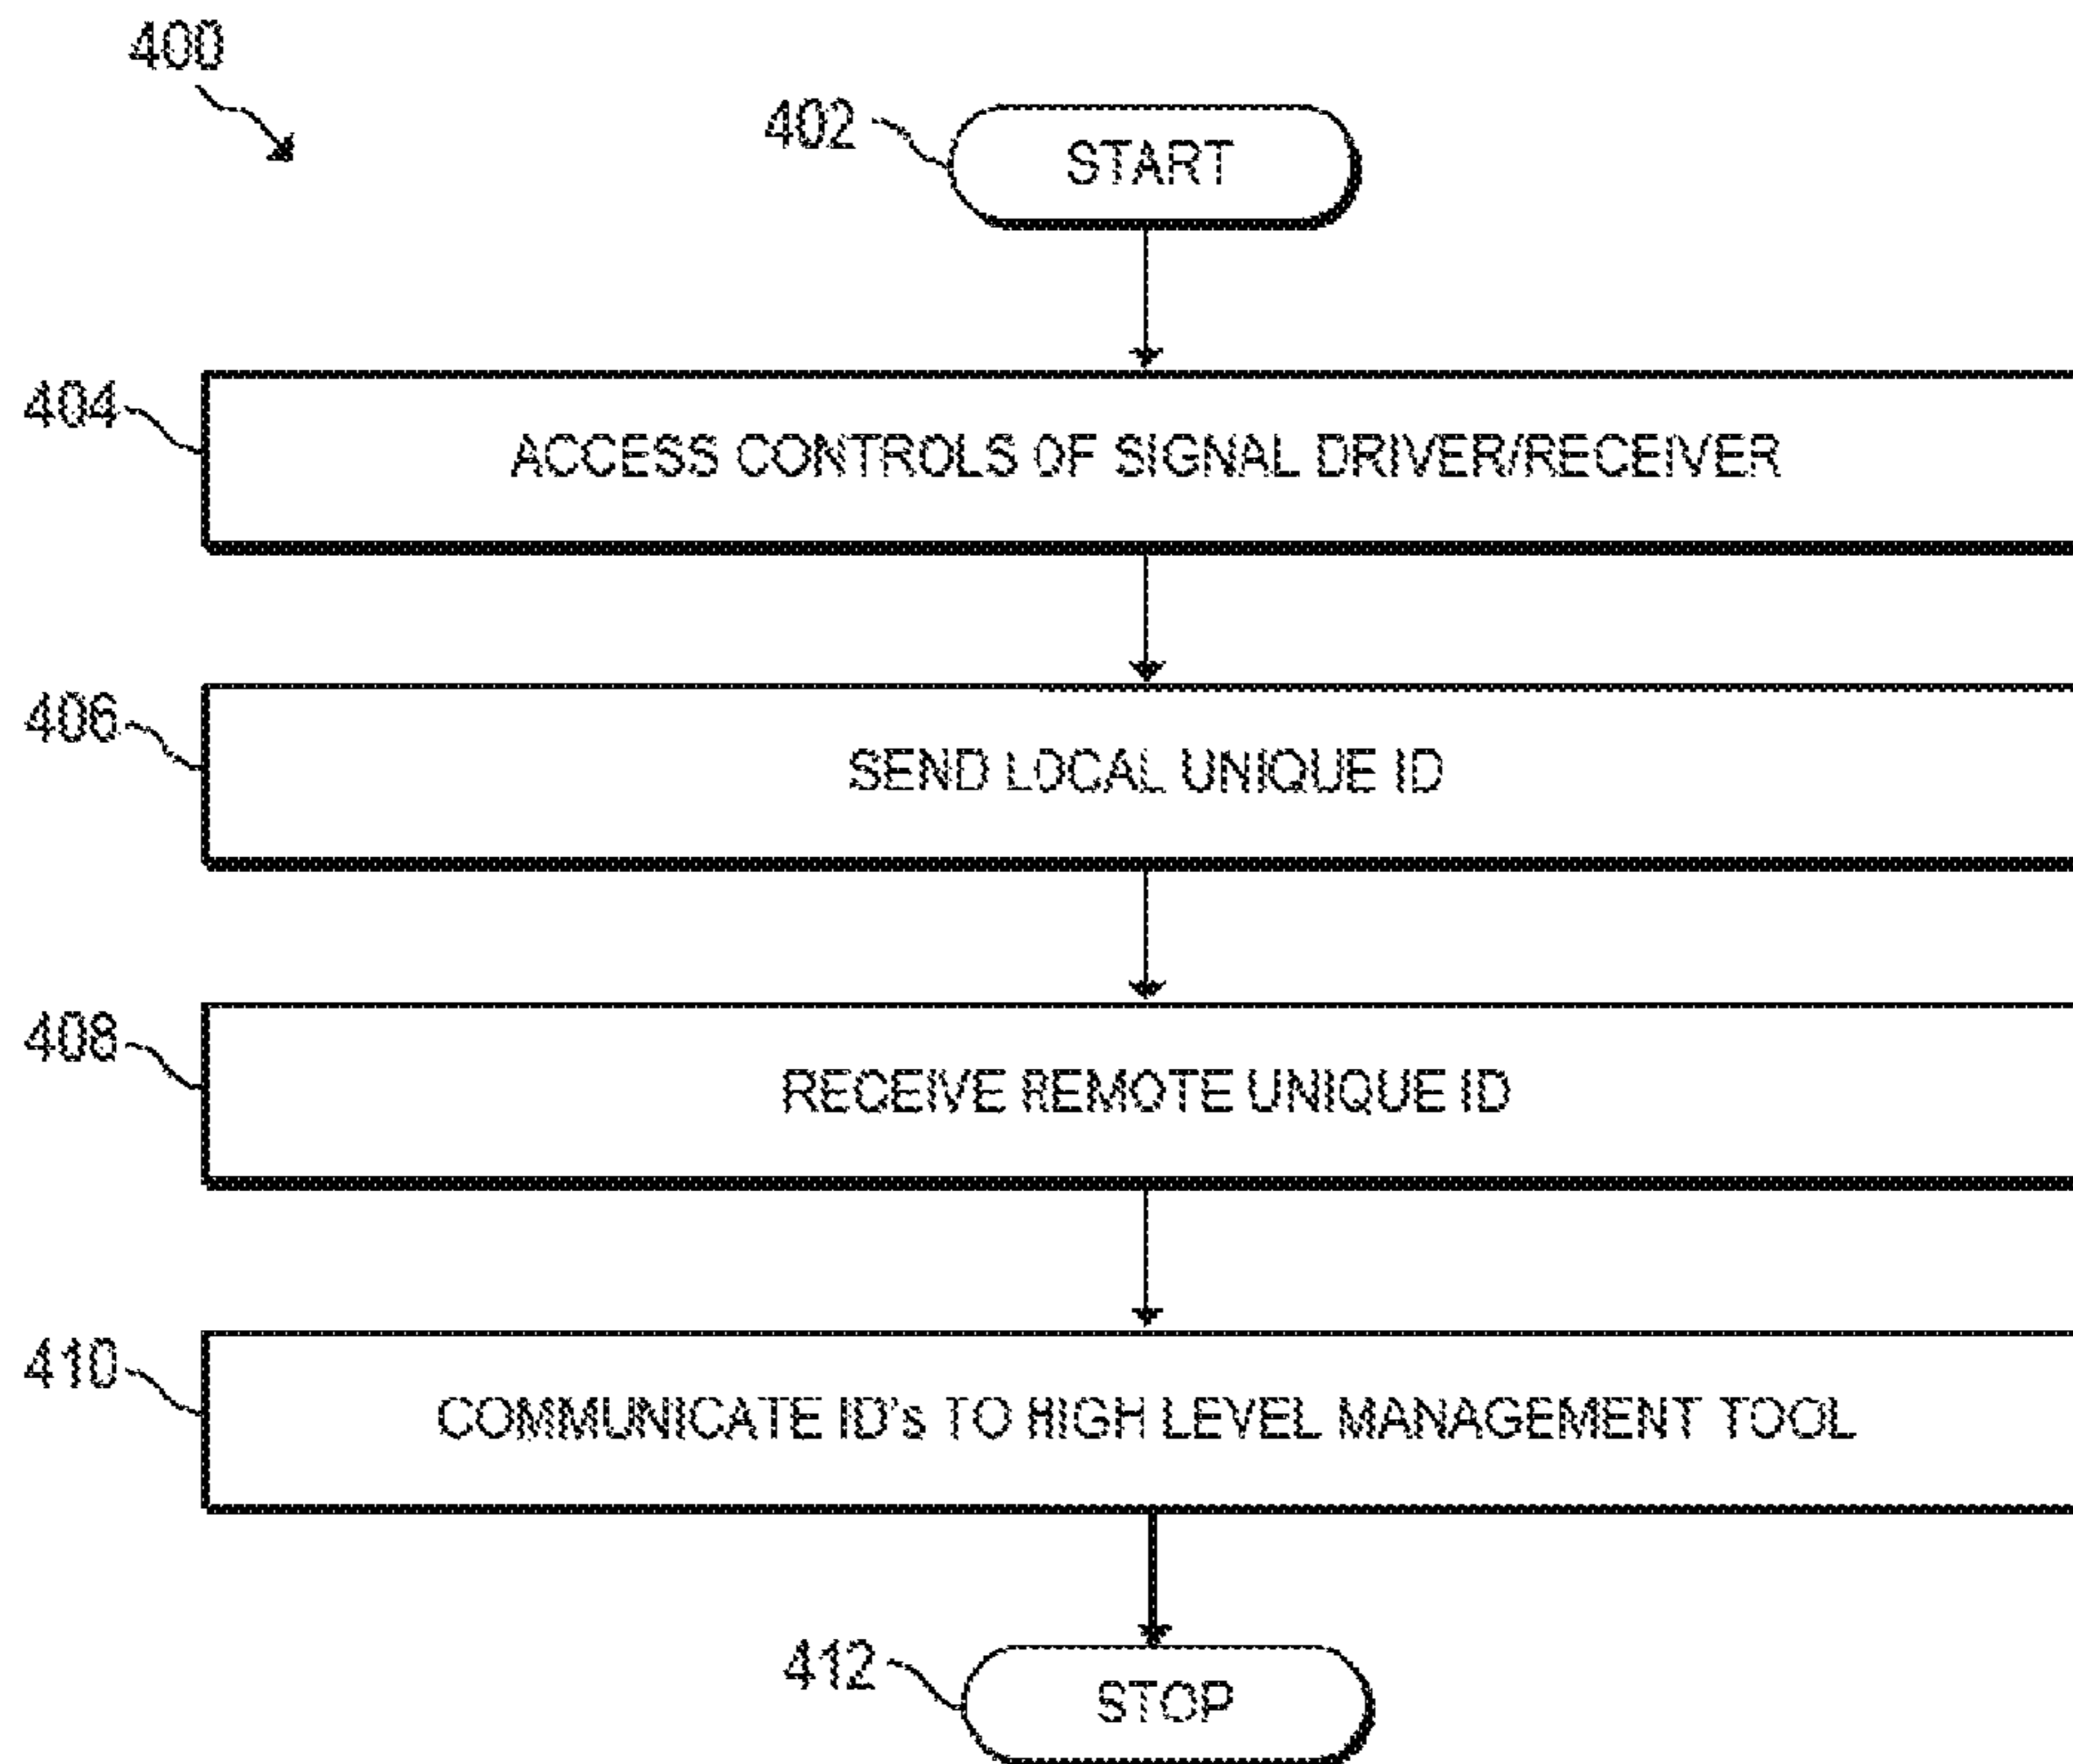 400
402
START
404
ACCESS CONTROLS OF SIGNAL DRIVER/RECEIVER
406
SEND LOCAL UNIQUE ID
408
RECEIVE REMOTE UNIQUE ID
410
COMMUNICATE ID's TO HIGH LEVEL MANAGEMENT TOOL
412
STOP